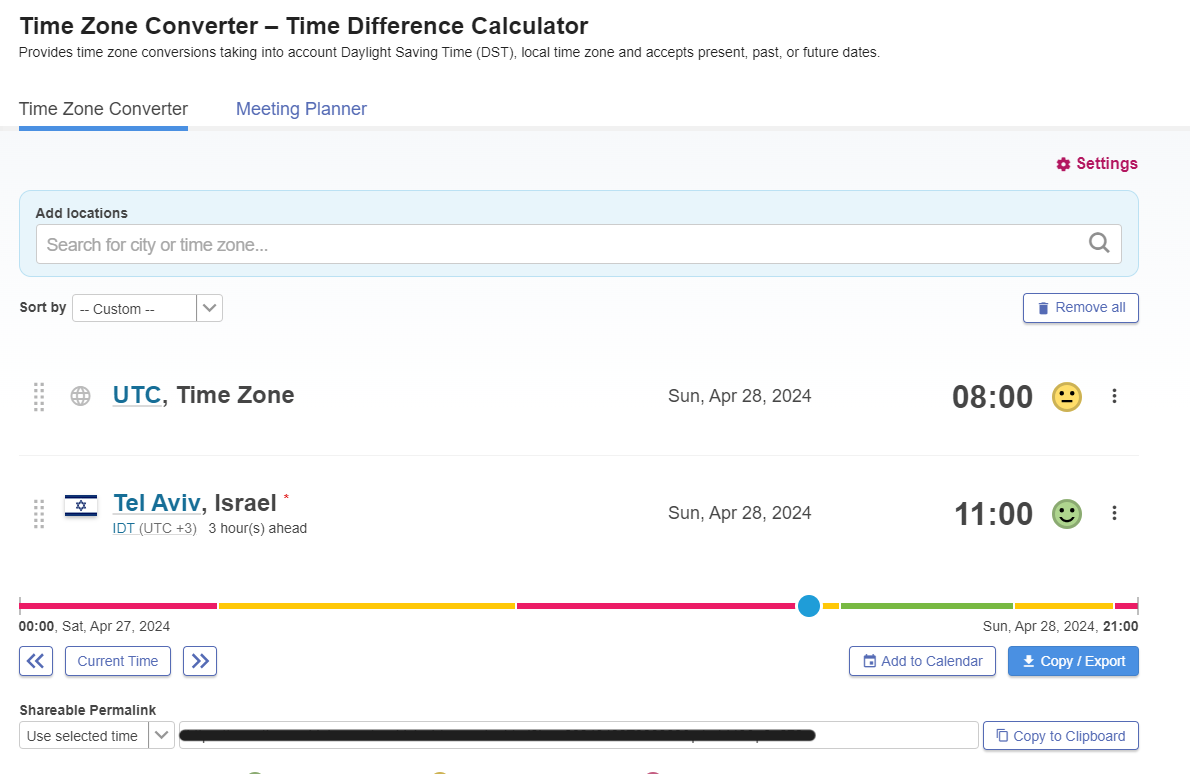 Time Zone Converter – Time Difference Calculator
Provides time zone conversions taking into account Daylight Saving Time (DST), local time zone and accepts present, past, or future dates.
Time Zone Converter Meeting Planner
Settings
Add locations
Search for city or time zone...
Sort by -- Custom -- Remove all
UTC, Time Zone Sun, Apr 28, 2024 08:00
Tel Aviv, Israel * Sun, Apr 28, 2024 11:00
IDT (UTC +3) 3 hour(s) ahead
00:00, Sat, Apr 27, 2024 Sun, Apr 28, 2024, 21:00
Current Time Add to Calendar Copy / Export
Shareable Permalink
Use selected time Copy to Clipboard